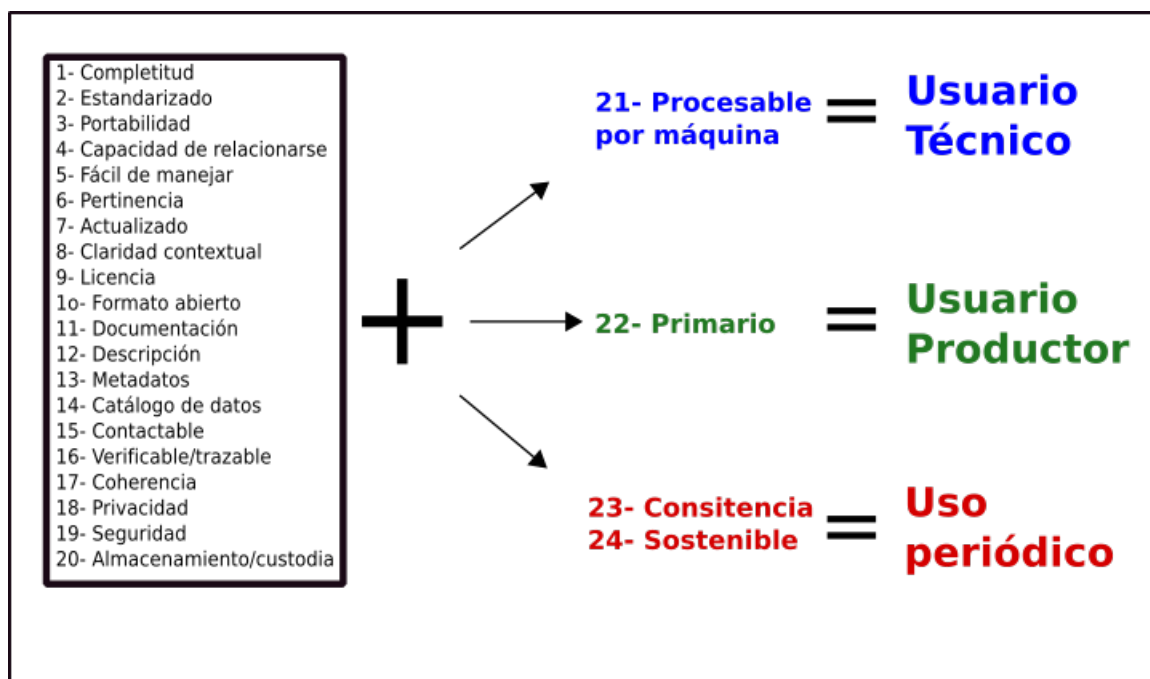 1- Completitud
2- Estandarizado
3- Portabilidad
4- Capacidad de relacionarse
5- Fácil de manejar
6- Pertinencia
7- Actualizado
8- Claridad contextual
9- Licencia
1o- Formato abierto
11- Documentación
12- Descripción
13- Metadatos
14- Catálogo de datos
15- Contactable
16- Verificable/trazable
17- Coherencia
18- Privacidad
19- Seguridad
20- Almacenamiento/custodia
+
21- Procesable
por máquina
=
Usuario
Técnico
22- Primario
=
Usuario
Productor
23- Consitencia
24- Sostenible
=
Uso
periódico